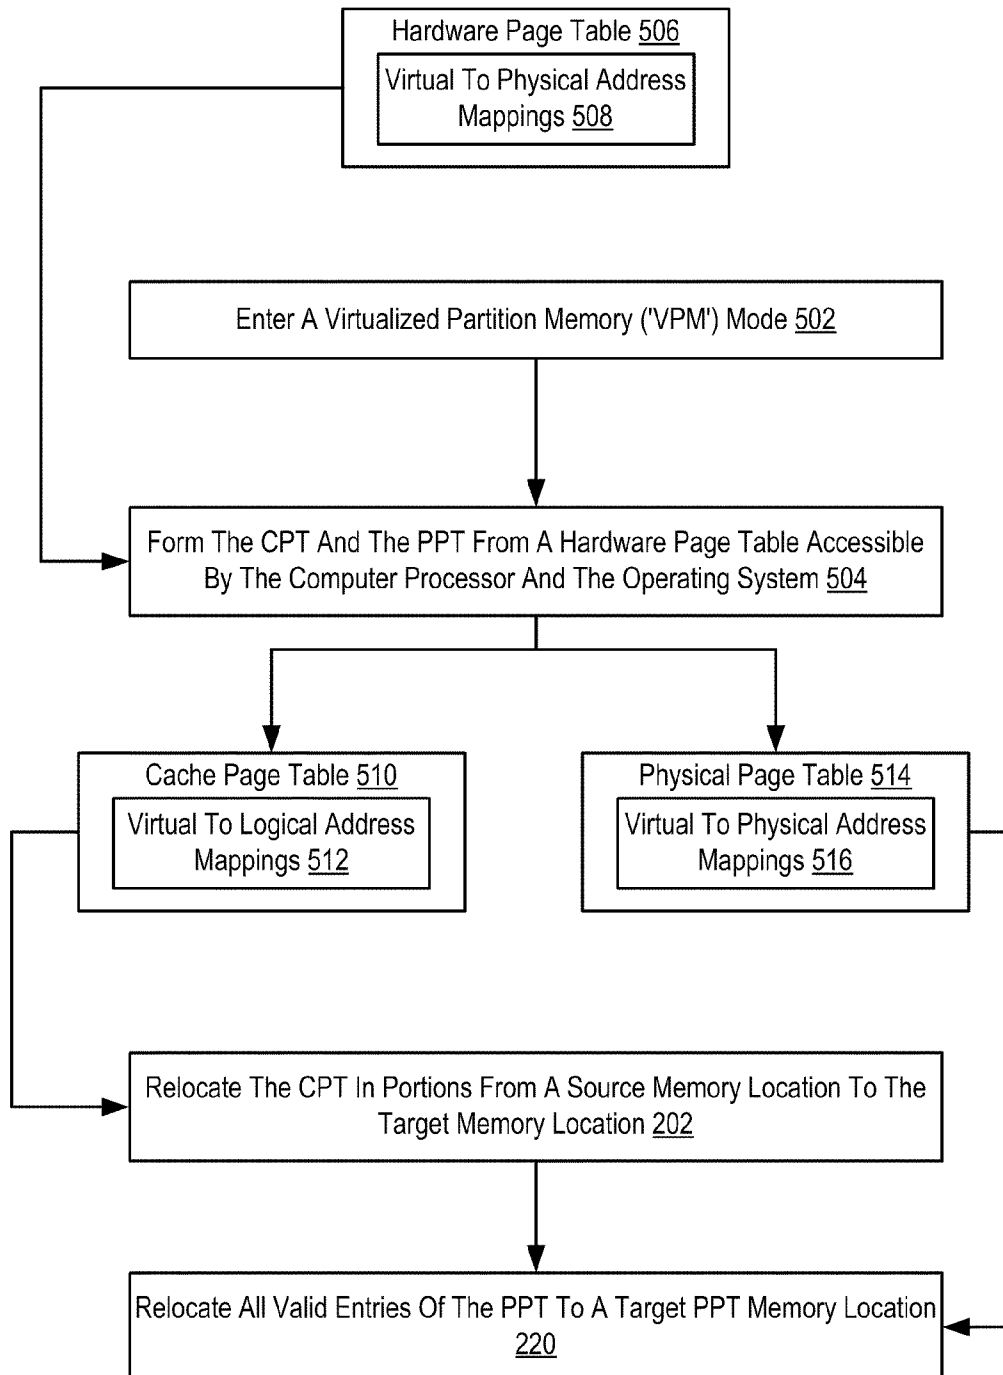 Hardware Page Table 506
Virtual To Physical Address
Mappings 508
Enter A Virtualized Partition Memory ('VPM') Mode 502
Form The CPT And The PPT From A Hardware Page Table Accessible
By The Computer Processor And The Operating System 504
Cache Page Table 510
Virtual To Logical Address
Mappings 512
Physical Page Table 514
Virtual To Physical Address
Mappings 516
Relocate The CPT In Portions From A Source Memory Location To The
Target Memory Location 202
Relocate All Valid Entries Of The PPT To A Target PPT Memory Location
220